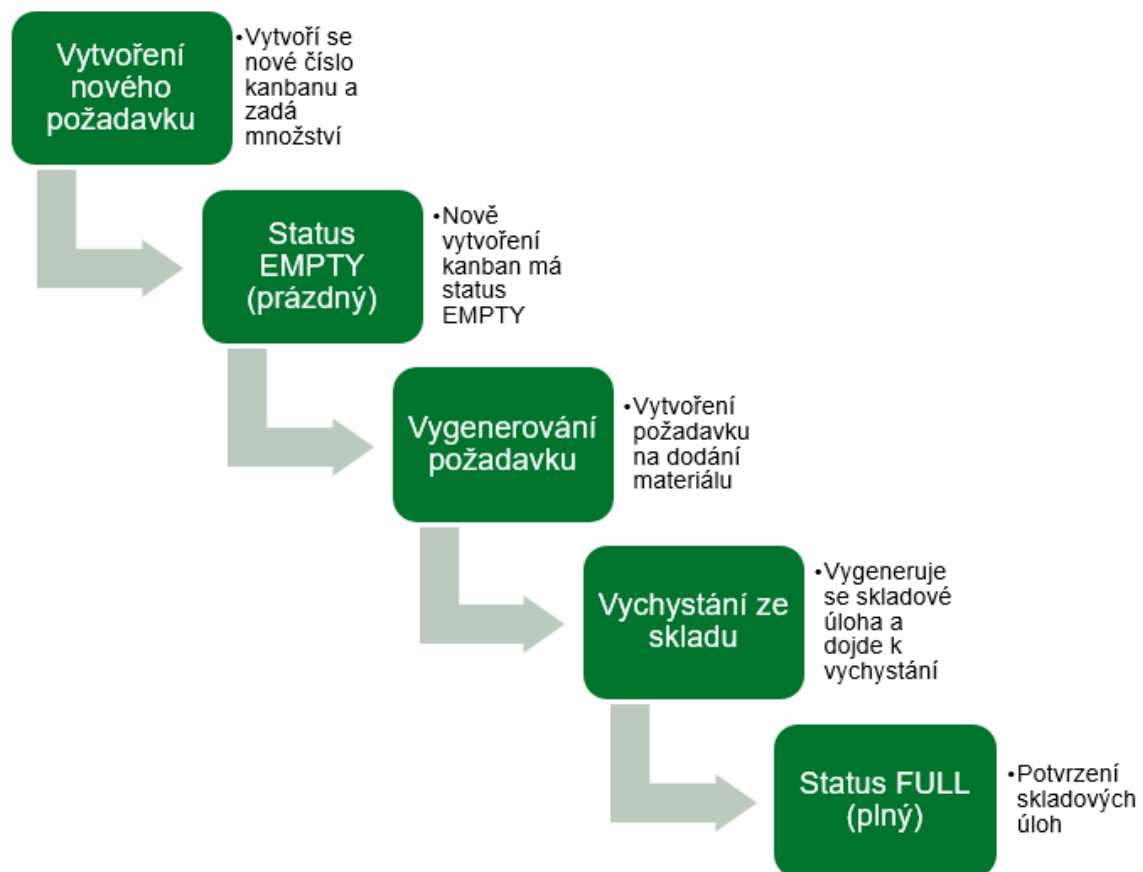 Vytvoření
nového
požadavku
•Vytvoří se
nové číslo
kanbanu a
zadá
množství
Status
EMPTY
(prázdný)
•Nově
vytvoření
kanban má
status
EMPTY
Vygenerování
požadavku
•Vytvoření
požadavku
na dodání
materiálu
Vychystání ze
skladu
•Vygeneruje
se skladové
úloha a
dojde k
vychystání
Status FULL
(plný)
•Potvrzení
skladových
úloh